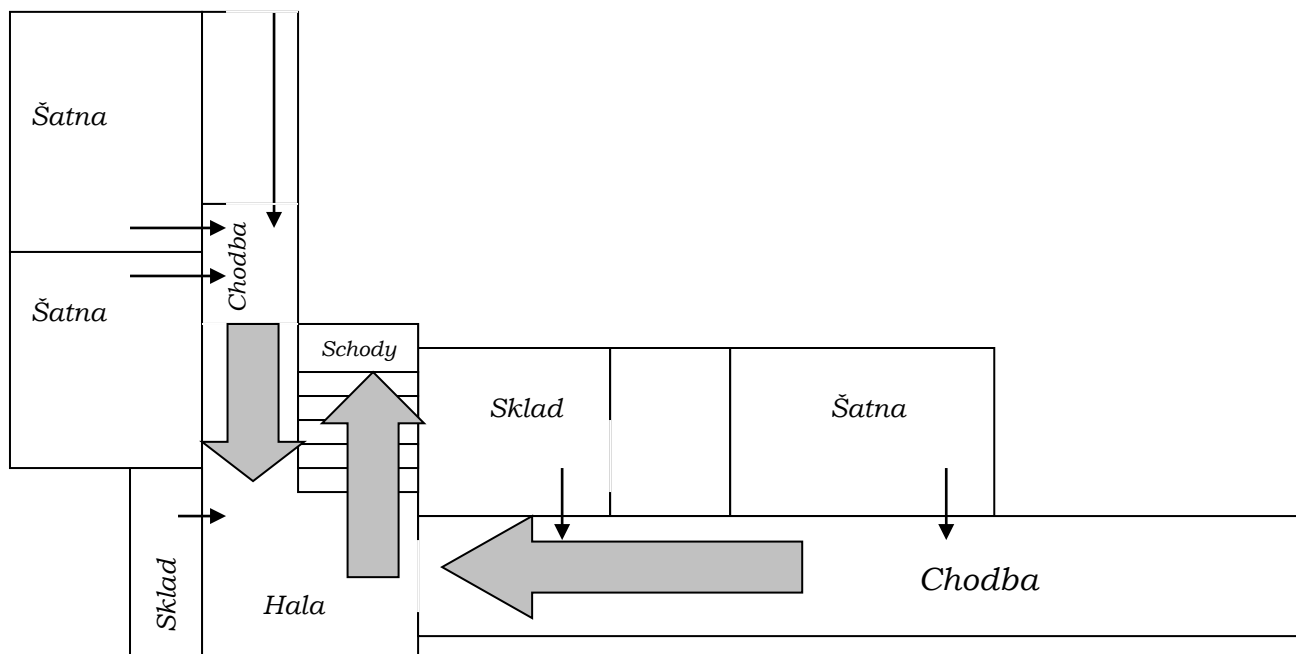 Šatna
Chodba
Šatna
Schody
Sklad
Šatna
Sklad
Hala
Chodba